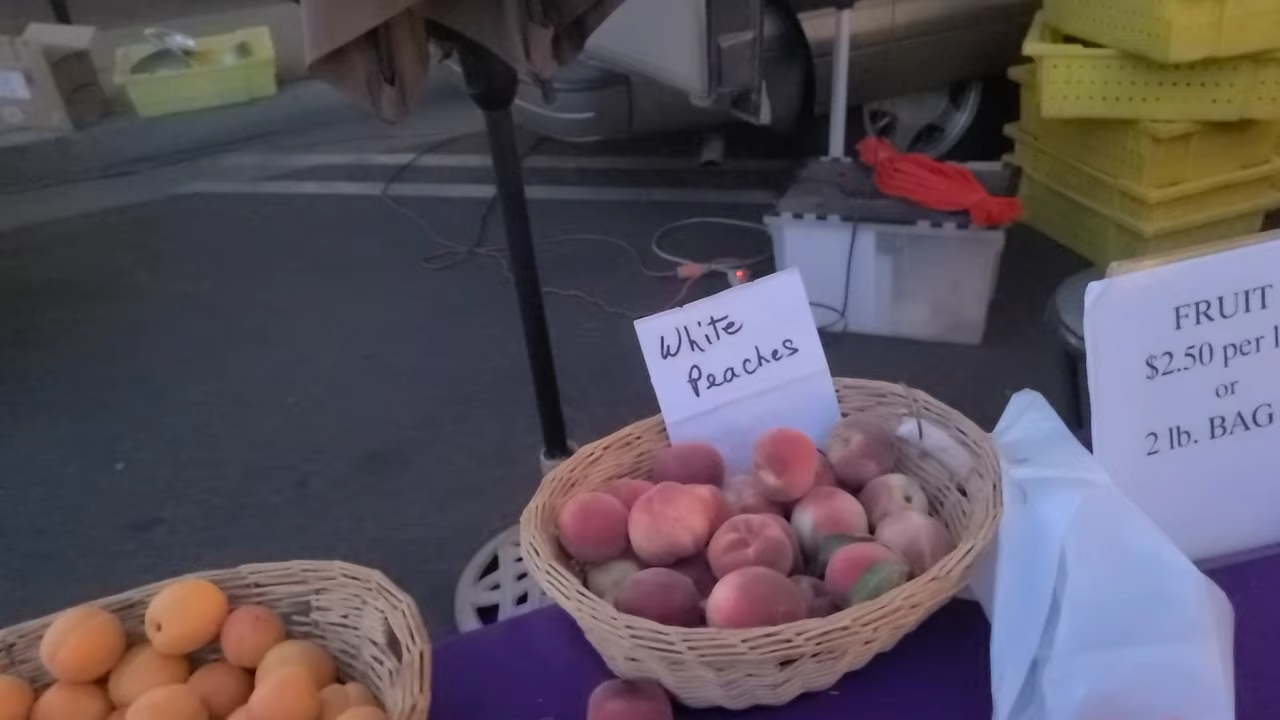 White
Peaches
FRUIT
$2.50 per
or
2 lb. BAG